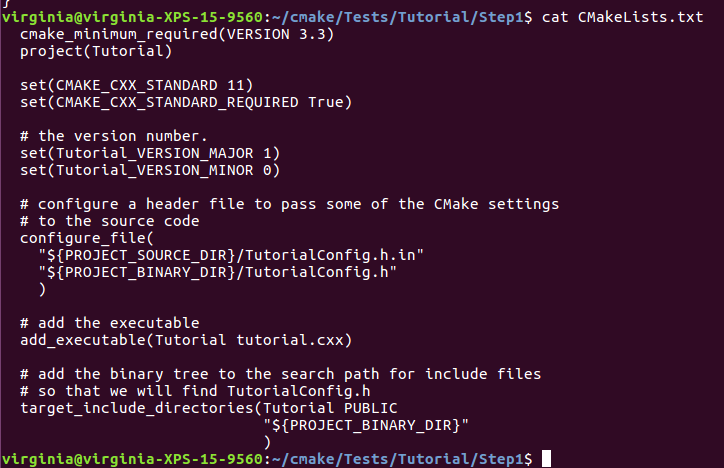 }
virginia@virginia-XPS-15-9560:~/cmake/Tests/Tutorial/Step1$ cat CMakeLists.txt
  cmake_minimum_required(VERSION 3.3)
  project(Tutorial)

  set(CMAKE_CXX_STANDARD 11)
  set(CMAKE_CXX_STANDARD_REQUIRED True)

  # the version number.
  set(Tutorial_VERSION_MAJOR 1)
  set(Tutorial_VERSION_MINOR 0)

  # configure a header file to pass some of the CMake settings
  # to the source code
  configure_file(
    "${PROJECT_SOURCE_DIR}/TutorialConfig.h.in"
    "${PROJECT_BINARY_DIR}/TutorialConfig.h"
    )

  # add the executable
  add_executable(Tutorial tutorial.cxx)

  # add the binary tree to the search path for include files
  # so that we will find TutorialConfig.h
  target_include_directories(Tutorial PUBLIC
                             "${PROJECT_BINARY_DIR}"
                             )
virginia@virginia-XPS-15-9560:~/cmake/Tests/Tutorial/Step1$